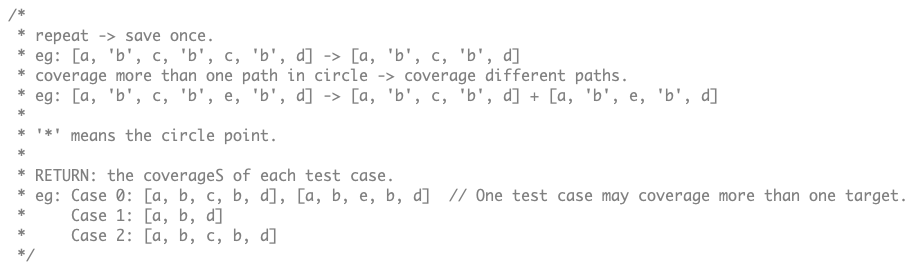 /*
 * repeat -> save once.
 * eg: [a, 'b', c, 'b', c, 'b', d] -> [a, 'b', c, 'b', d]
 * coverage more than one path in circle -> coverage different paths.
 * eg: [a, 'b', c, 'b', e, 'b', d] -> [a, 'b', c, 'b', d] + [a, 'b', e, 'b', d]
 *
 * '*' means the circle point.
 *
 * RETURN: the coverageS of each test case.
 * eg: Case 0: [a, b, c, b, d], [a, b, e, b, d]  // One test case may coverage more than one target.
 *     Case 1: [a, b, d]
 *     Case 2: [a, b, c, b, d]
 */